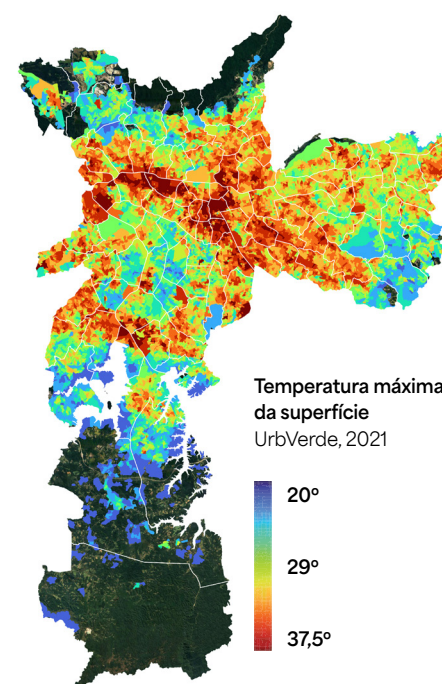 Temperatura máxima
da superfície
UrbVerde, 2021
20º
29º
37,5º